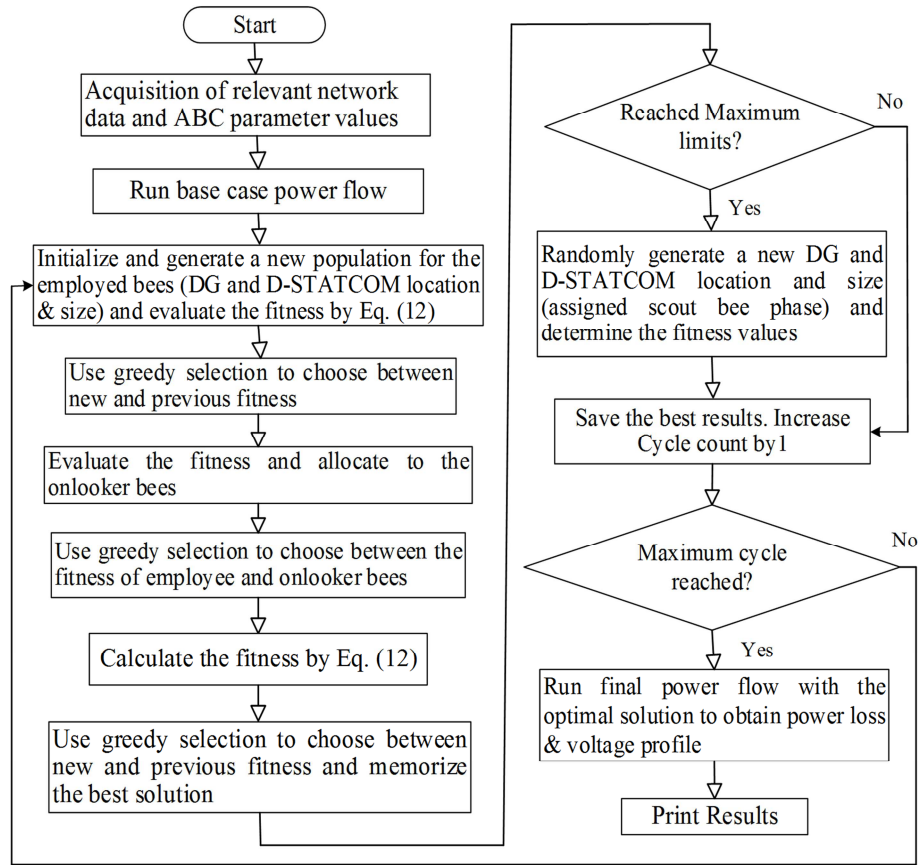 Start
Acquisition of relevant network
data and ABC parameter values
Run base case power flow
Initialize and generate a new population for the
employed bees (DG and D-STATCOM location
& size) and evaluate the fitness by Eq. (12)
Use greedy selection to choose between
new and previous fitness
Evaluate the fitness and allocate to the
onlooker bees
Use greedy selection to choose between the
fitness of employee and onlooker bees
Calculate the fitness by Eq. (12)
Use greedy selection to choose between
new and previous fitness and memorize
the best solution
Reached Maximum
limits?
No
Yes
Randomly generate a new DG and
D-STATCOM location and size
(assigned scout bee phase) and
determine the fitness values
Save the best results. Increase
Cycle count by1
Maximum cycle
reached?
No
Yes
Run final power flow with the
optimal solution to obtain power loss
& voltage profile
Print Results